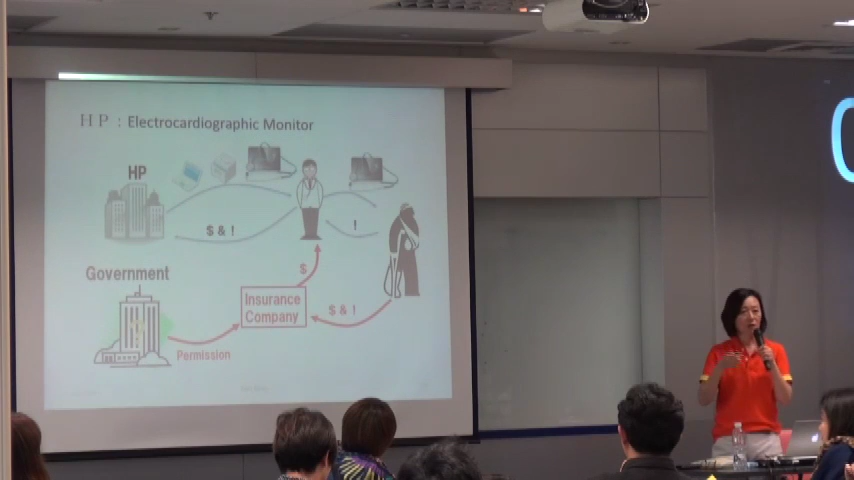 HP : Electrocardiographic Monitor
HP
$ & !
!
$
Government
Insurance
Company
$ & !
Permission